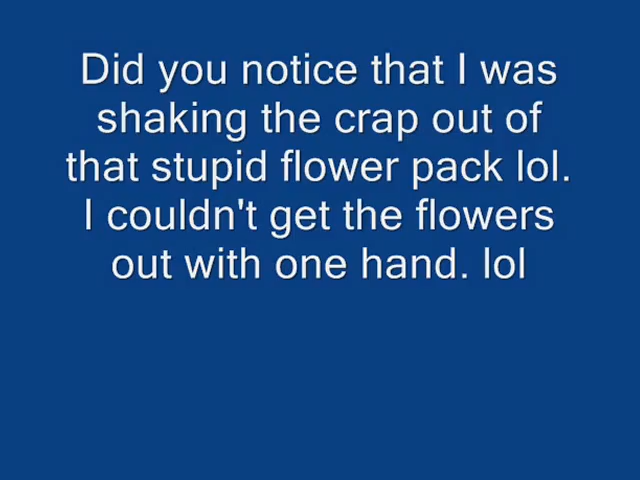 Did you notice that I was
shaking the crap out of
that stupid flower pack lol.
I couldn't get the flowers
out with one hand. lol